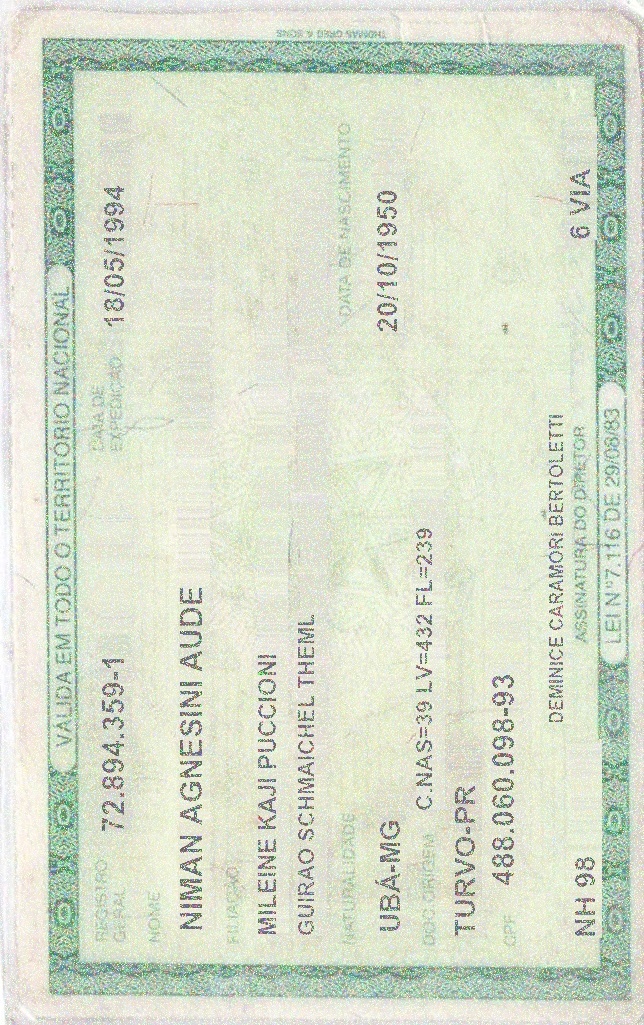 THOMAS GREG & SONS
VÁLIDA EM TODO O TERRITÓRIO NACIONAL
REGISTRO GERAL 72.894.359-1 DATA DE EXPEDIÇÃO 18/05/1994
NOME
NIMAN AGNESINI AUDE
FILIAÇÃO
MILEINE KAJI PUCCIONI
GUIRAO SCHMAICHEL THEML
NATURALIDADE DATA DE NASCIMENTO
UBÁ-MG 20/10/1950
DOC ORIGEM C.NAS=39 LV=432 FL=239
TURVO-PR
CPF 488.060.098-93
DEMINICE CARAMORI BERTOLETTI
NH 98 ASSINATURA DO DIRETOR 6 VIA
LEI Nº 7.116 DE 29/08/83